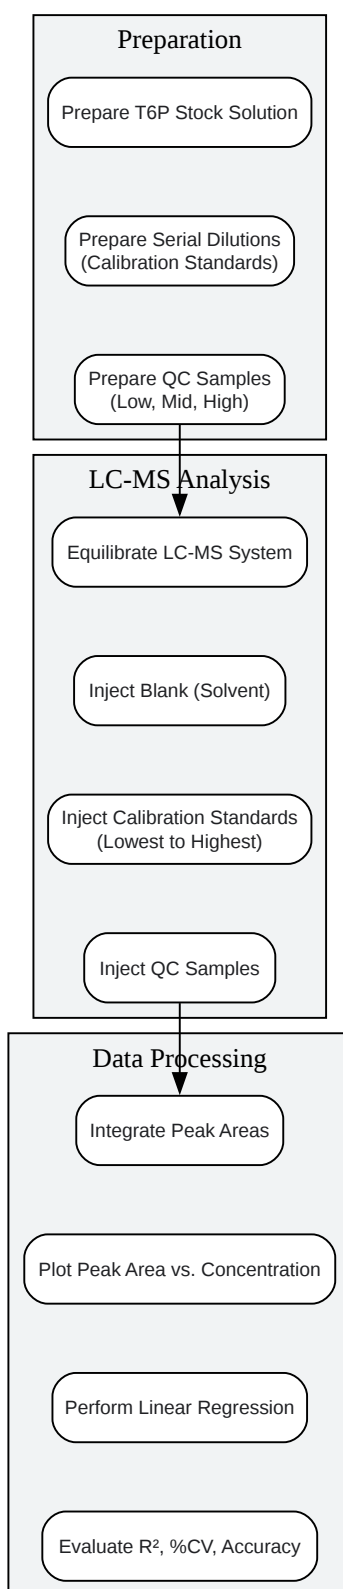 Preparation
Prepare T6P Stock Solution
Prepare Serial Dilutions
(Calibration Standards)
Prepare QC Samples
(Low, Mid, High)
LC-MS Analysis
Equilibrate LC-MS System
Inject Blank (Solvent)
Inject Calibration Standards
(Lowest to Highest)
Inject QC Samples
Data Processing
Integrate Peak Areas
Plot Peak Area vs. Concentration
Perform Linear Regression
Evaluate R², %CV, Accuracy